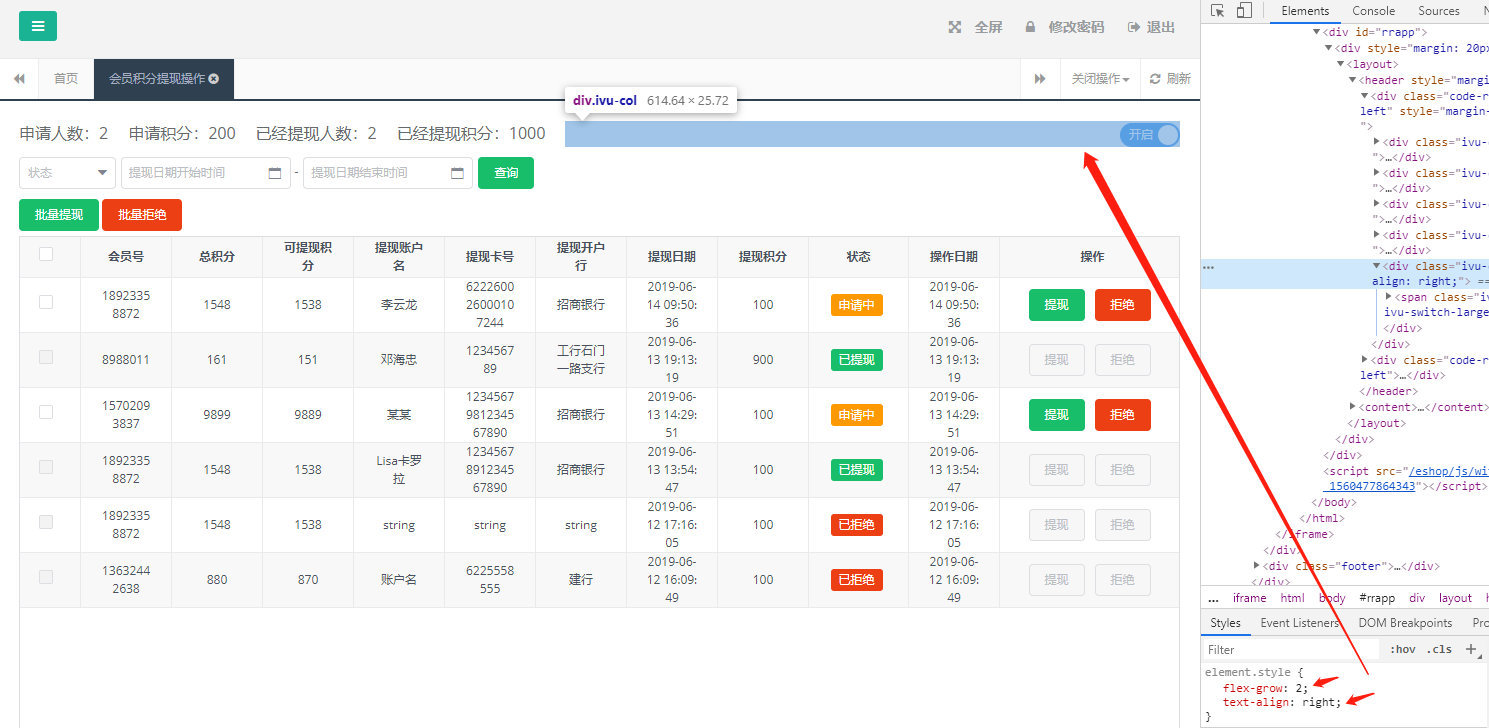 全屏 修改密码 退出
Elements Console Sources
首页 会员积分提现操作 关闭操作 刷新
div.ivu-col 614.64 × 25.72
申请人数：2 申请积分：200 已经提现人数：2 已经提现积分：1000 开启
状态 提现日期开始时间 - 提现日期结束时间 查询
批量提现 批量拒绝
会员号 总积分 可提现积分 提现账户名 提现卡号 提现开户行 提现日期 提现积分 状态 操作日期 操作
18923358872 1548 1538 李云龙 622260026000107244 招商银行 2019-06-14 09:50:36 100 申请中 2019-06-14 09:50:36 提现 拒绝
8988011 161 151 邓海忠 123456789 工行石门一路支行 2019-06-13 19:13:19 900 已提现 2019-06-13 19:13:19 提现 拒绝
15702093837 9899 9889 某某 1234567981234567890 招商银行 2019-06-13 14:29:51 100 申请中 2019-06-13 14:29:51 提现 拒绝
18923358872 1548 1538 Lisa卡罗拉 1234567891234567890 招商银行 2019-06-13 13:54:47 100 已提现 2019-06-13 13:54:47 提现 拒绝
18923358872 1548 1538 string string string 2019-06-12 17:16:05 100 已拒绝 2019-06-12 17:16:05 提现 拒绝
13632442638 880 870 账户名 6225558555 建行 2019-06-12 16:09:49 100 已拒绝 2019-06-12 16:09:49 提现 拒绝
<div id="rrapp">
<div style="margin: 20px
<layout>
<header style="marg
<div class="code-r
left" style="margin-
">
<div class="ivu-
">…</div>
<div class="ivu-
">…</div>
<div class="ivu-
">…</div>
<div class="ivu-
">…</div>
<div class="ivu-
align: right;"> ==
<span class="iv
ivu-switch-large
</div>
</div>
<div class="code-r
left">…</div>
</header>
<content>…</content>
</layout>
</div>
</div>
<script src="/eshop/js/wi
_1560477864343"></script>
</body>
</html>
</iframe>
</div>
<div class="footer">…</div>
</div>
… iframe html body #rrapp div layout
Styles Event Listeners DOM Breakpoints Pro
Filter :hov .cls +
element.style {
flex-grow: 2;
text-align: right;
}